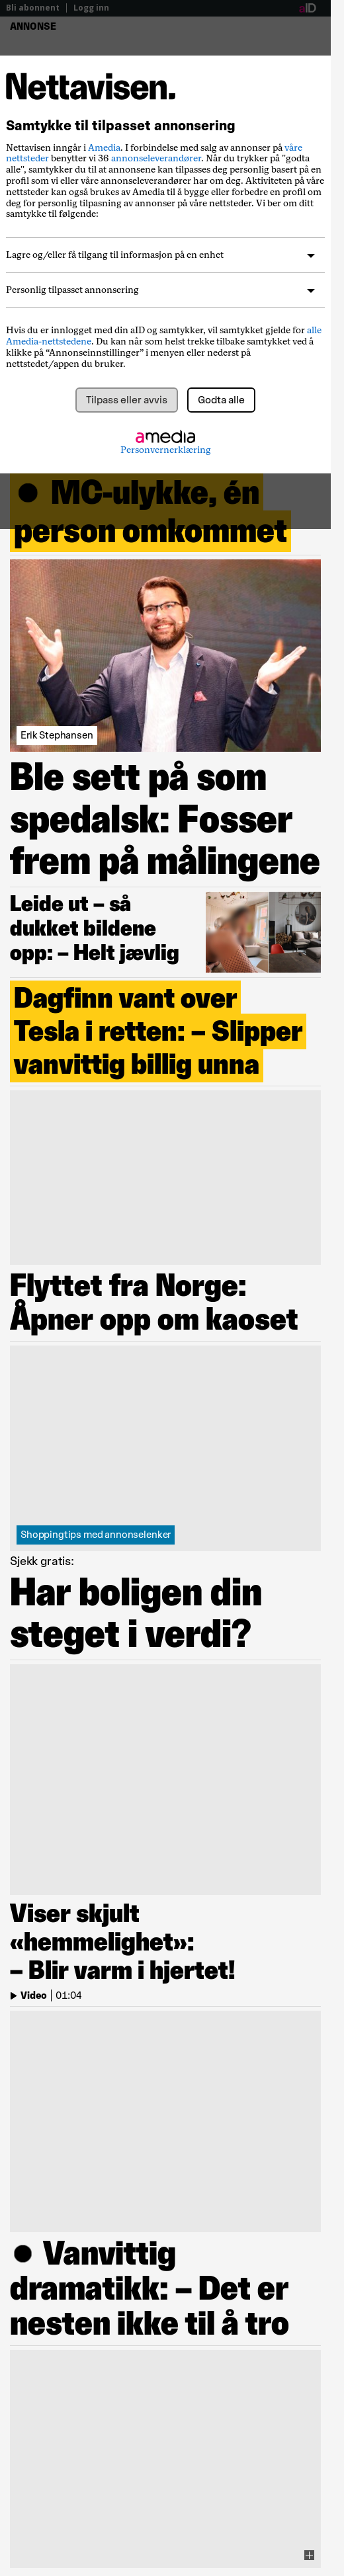 Bli abonnent | Logg inn aID
ANNONSE
Nettavisen.
Samtykke til tilpasset annonsering
Nettavisen inngår i Amedia. I forbindelse med salg av annonser på våre
nettsteder benytter vi 36 annonseleverandører. Når du trykker på "godta
alle", samtykker du til at annonsene kan tilpasses deg personlig basert på en
profil som vi eller våre annonseleverandører har om deg. Aktiviteten på våre
nettsteder kan også brukes av Amedia til å bygge eller forbedre en profil om
deg for personlig tilpasning av annonser på våre nettsteder. Vi ber om ditt
samtykke til følgende:
Lagre og/eller få tilgang til informasjon på en enhet
Personlig tilpasset annonsering
Hvis du er innlogget med din aID og samtykker, vil samtykket gjelde for alle
Amedia-nettstedene. Du kan når som helst trekke tilbake samtykket ved å
klikke på “Annonseinnstillinger” i menyen eller nederst på
nettstedet/appen du bruker.
Tilpass eller avvis
Godta alle
amedia
Personvernerklæring
● MC-ulykke, én
person omkommet
Erik Stephansen
Ble sett på som
spedalsk: Fosser
frem på målingene
Leide ut – så
dukket bildene
opp: – Helt jævlig
Dagfinn vant over
Tesla i retten: – Slipper
vanvittig billig unna
Flyttet fra Norge:
Åpner opp om kaoset
Shoppingtips med annonselenker
Sjekk gratis:
Har boligen din
steget i verdi?
Viser skjult
«hemmelighet»:
– Blir varm i hjertet!
Video | 01:04
● Vanvittig
dramatikk: – Det er
nesten ikke til å tro